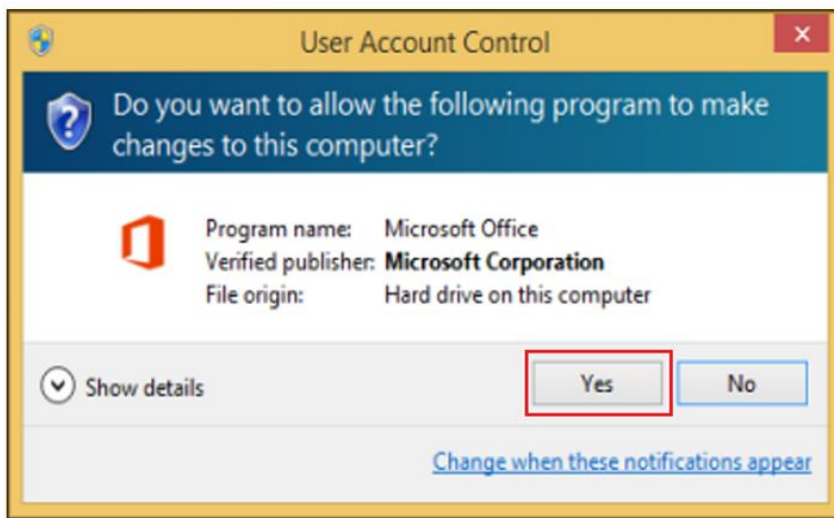 User Account Control
Do you want to allow the following program to make
changes to this computer?
Program name: Microsoft Office
Verified publisher: Microsoft Corporation
File origin: Hard drive on this computer
Show details
Yes
No
Change when these notifications appear